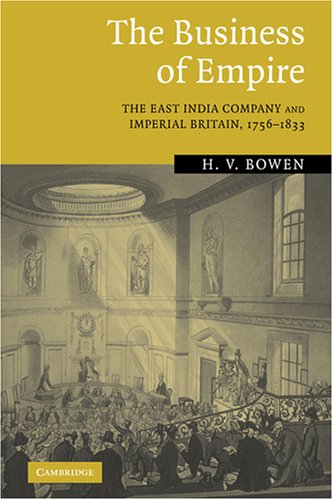 The Business
of Empire
THE EAST INDIA COMPANY AND
IMPERIAL BRITAIN, 1756–1833
H. V. BOWEN
CAMBRIDGE